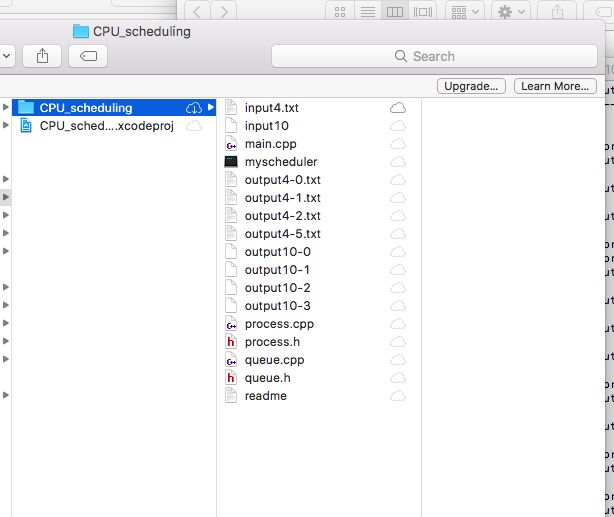 CPU_scheduling
Search
Upgrade...
Learn More...
CPU_scheduling
CPU_sched....xcodeproj
input4.txt
input10
main.cpp
myscheduler
output4-0.txt
output4-1.txt
output4-2.txt
output4-5.txt
output10-0
output10-1
output10-2
output10-3
process.cpp
process.h
queue.cpp
queue.h
readme